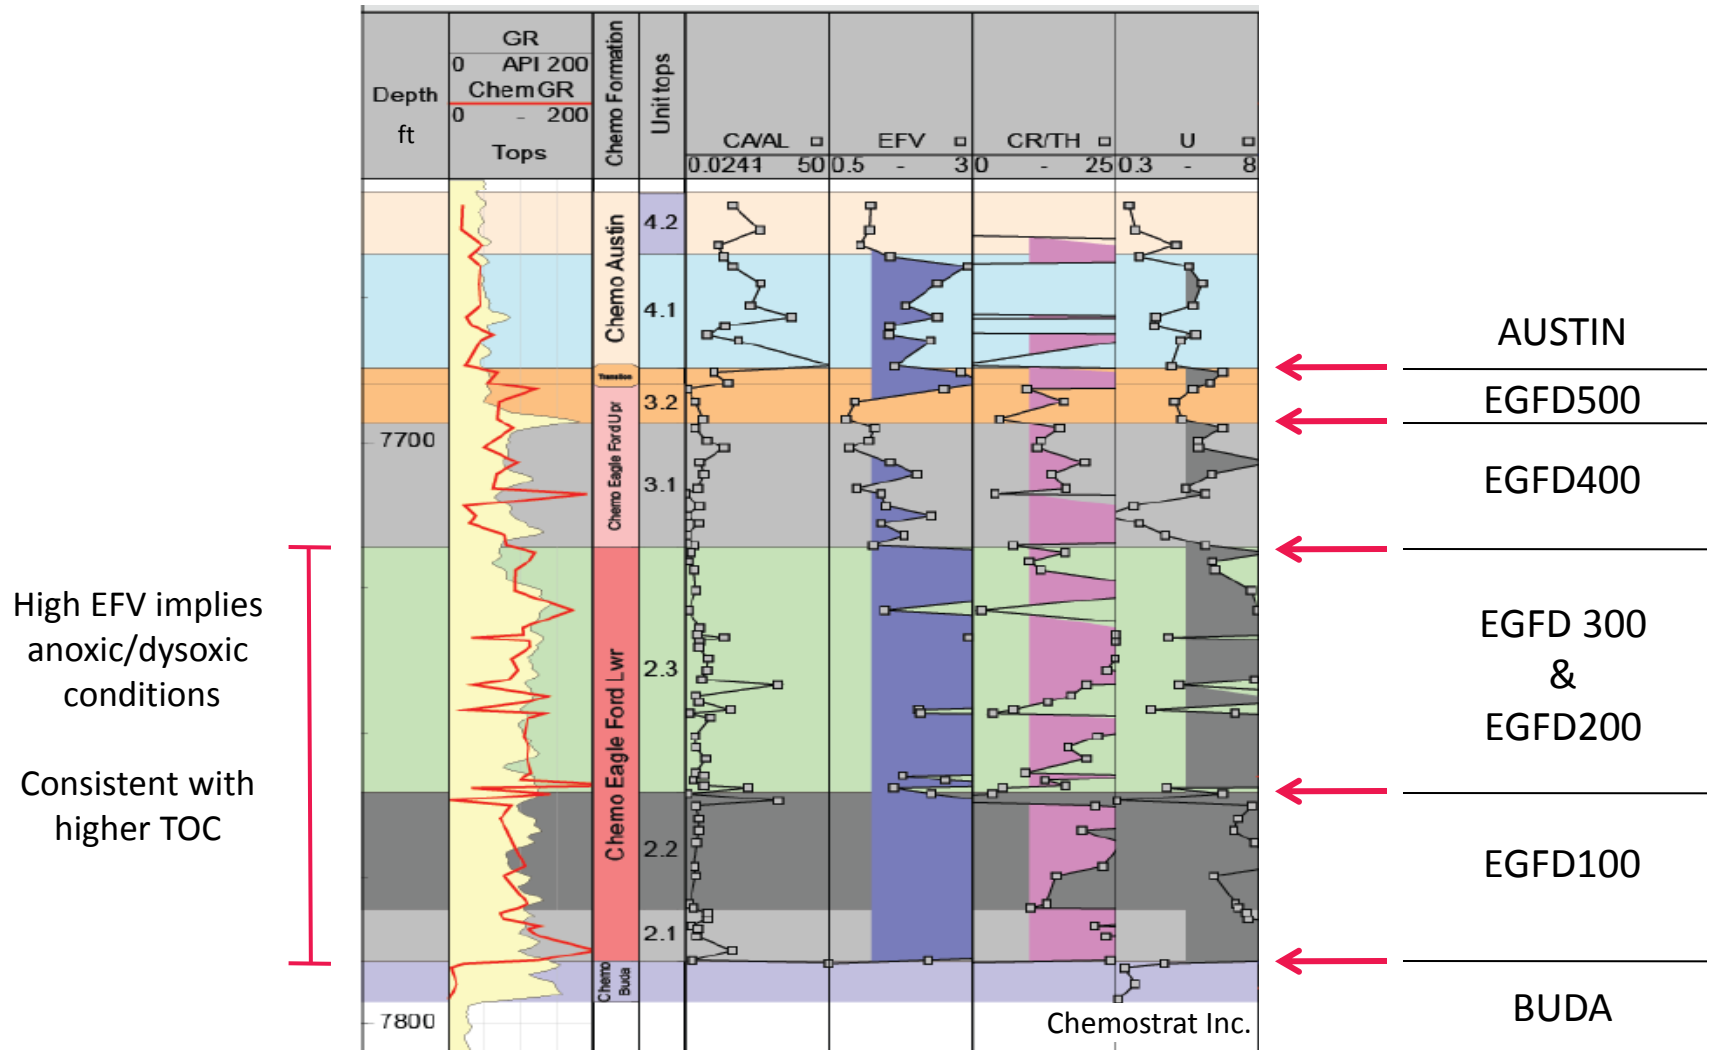 GR
0 API 200
Chem GR
0 - 200
Tops
Depth
ft
Chemo Formation
Unit tops
CA/AL
0.0241 50
EFV
0.5 - 3
CR/TH
0 - 25
U
0.3 - 8
Chemo Austin
Transition
Chemo Eagle Ford Upr
Chemo Eagle Ford Lwr
Chemo
Buda
4.2
4.1
3.2
3.1
2.3
2.2
2.1
7700
7800
High EFV implies
anoxic/dysoxic
conditions
Consistent with
higher TOC
AUSTIN
EGFD500
EGFD400
EGFD 300
&
EGFD200
EGFD100
BUDA
Chemostrat Inc.